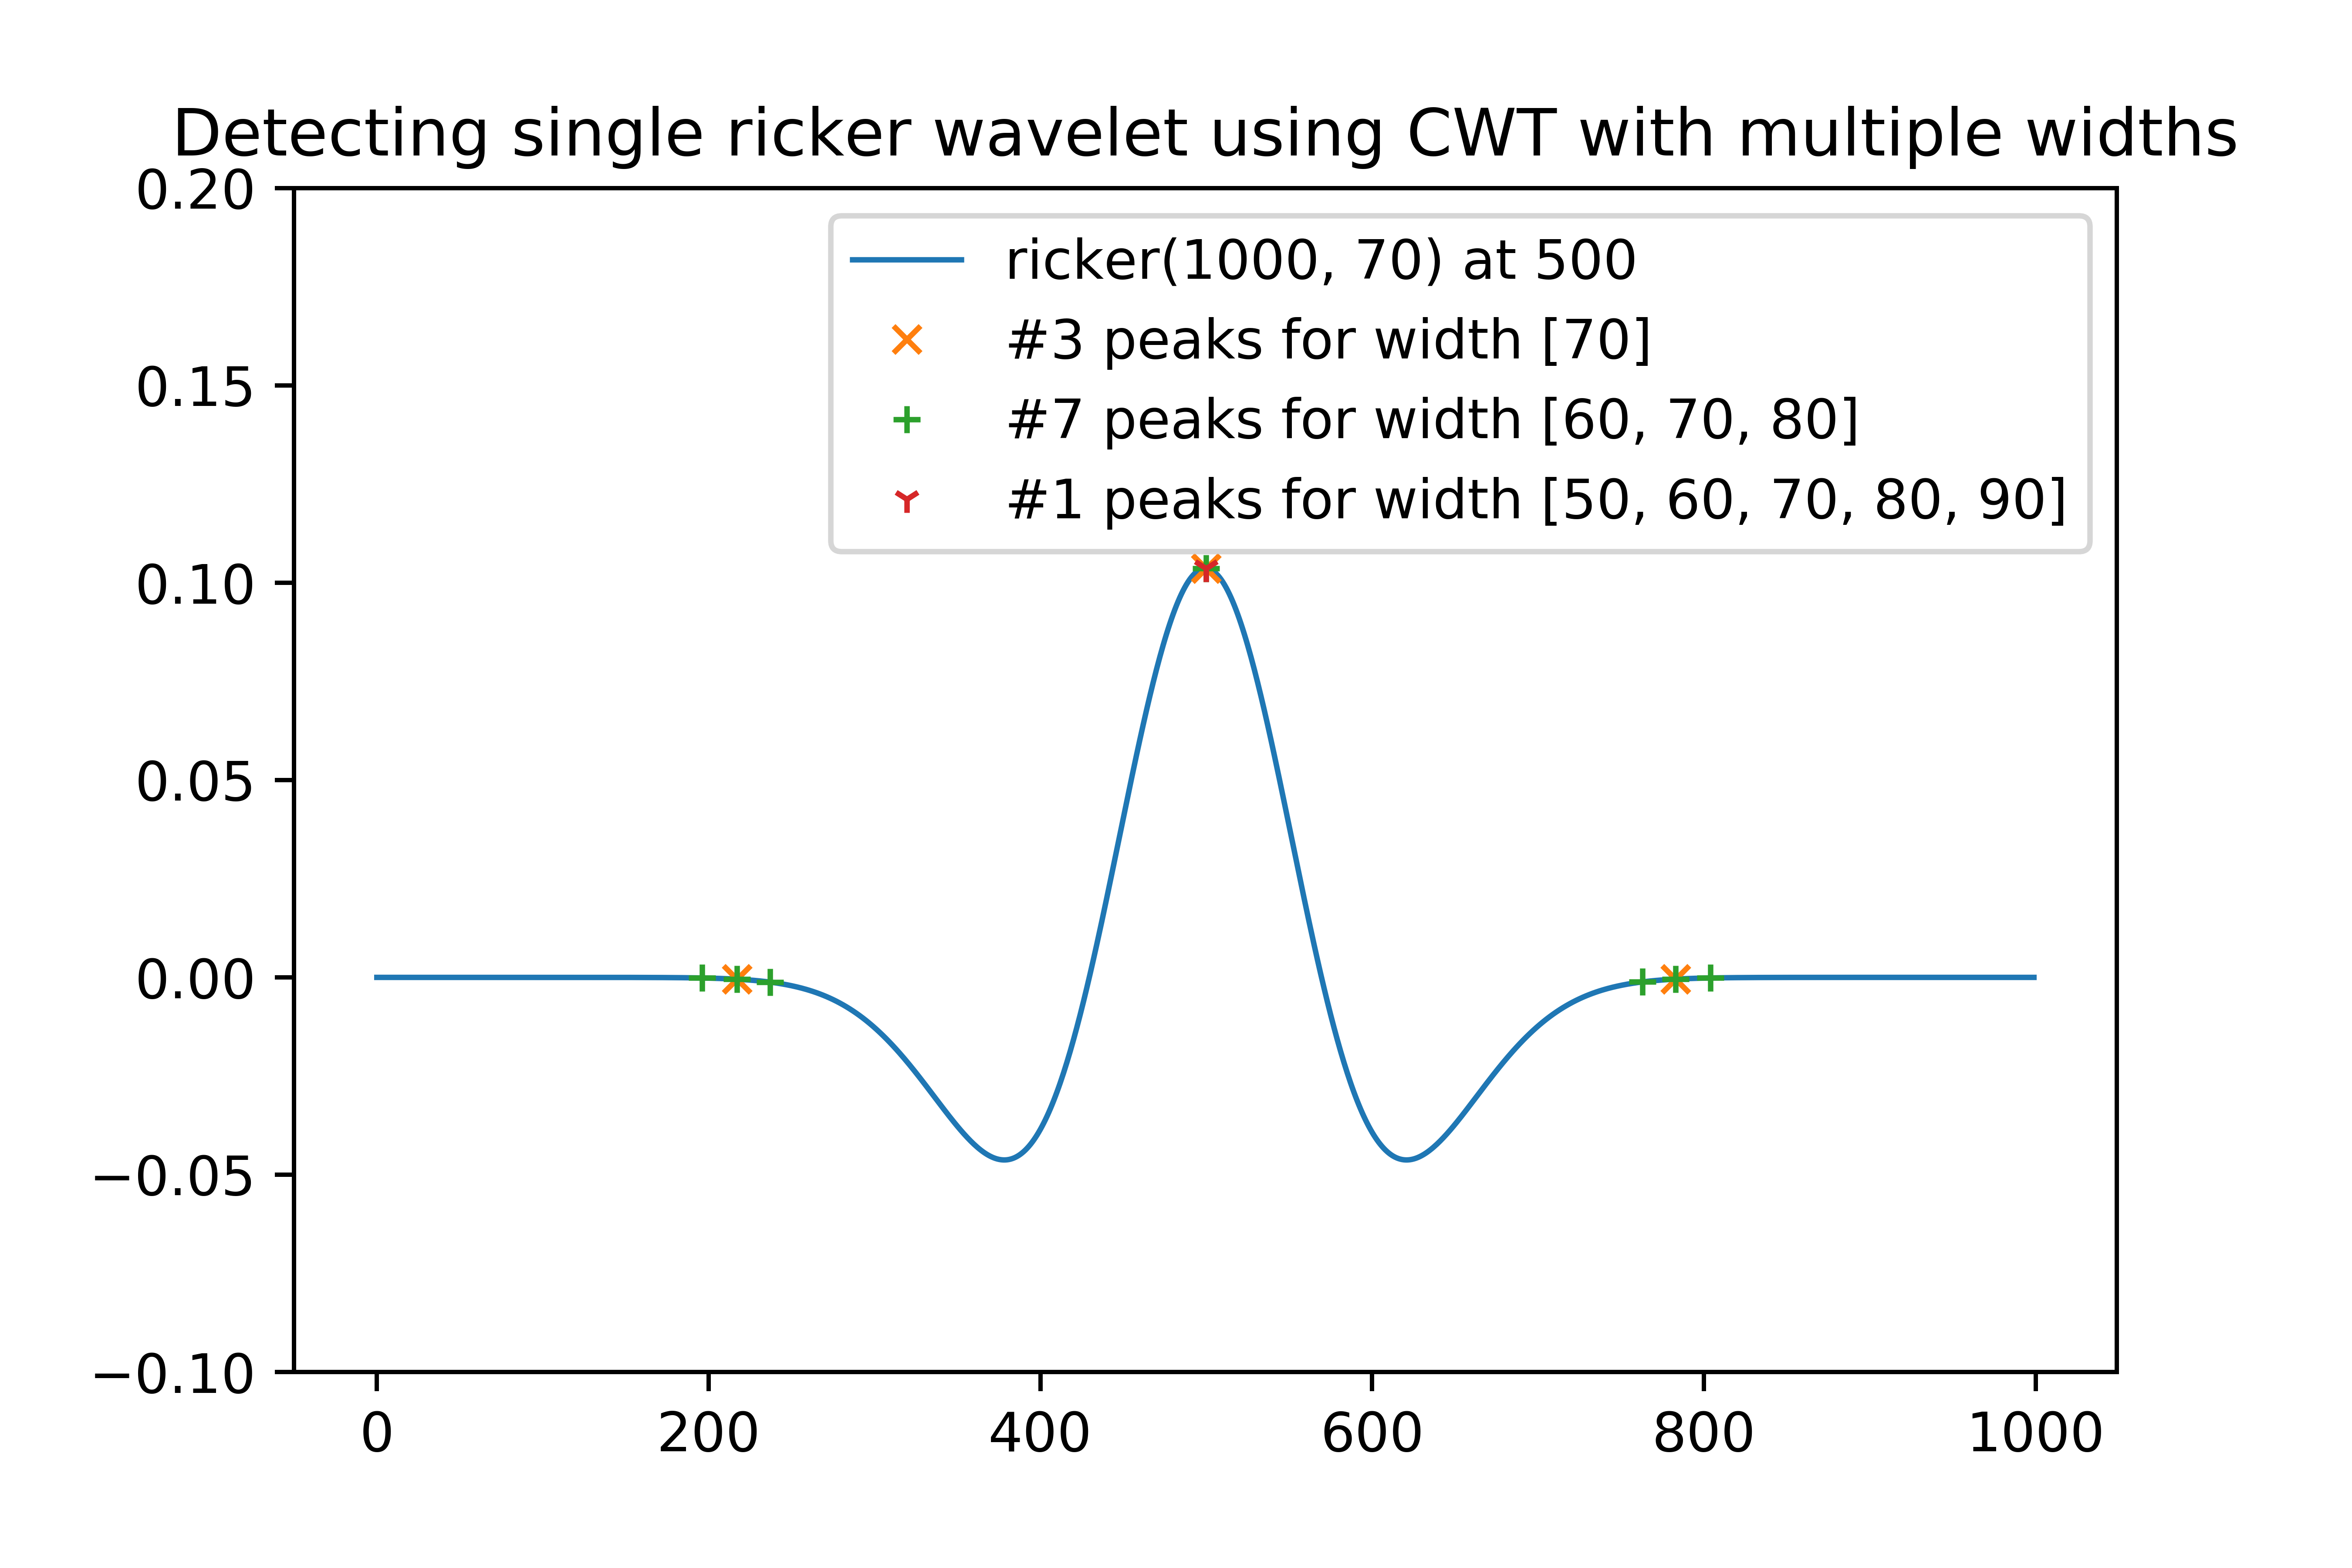 Detecting single ricker wavelet using CWT with multiple widths
0.20
ricker(1000, 70) at 500
#3 peaks for width [70]
0.15
#7 peaks for width [60, 70, 80]
#1 peaks for width [50, 60, 70, 80, 90]
0.10
0.05
0.00
−0.05
−0.10
0 200 400 600 800 1000